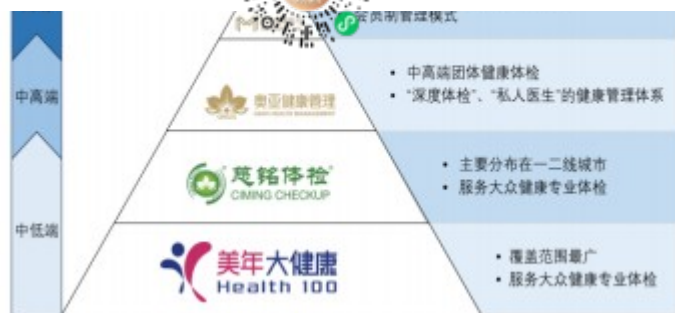 会员制管理模式
中高端
奥亚健康管理
• 中高端团体健康体检
• “深度体检”、“私人医生”的健康管理体系
慈铭体检®
CIMING CHECKUP
• 主要分布在一二线城市
• 服务大众健康专业体检
中低端
美年大健康
Health 100
• 覆盖范围最广
• 服务大众健康专业体检